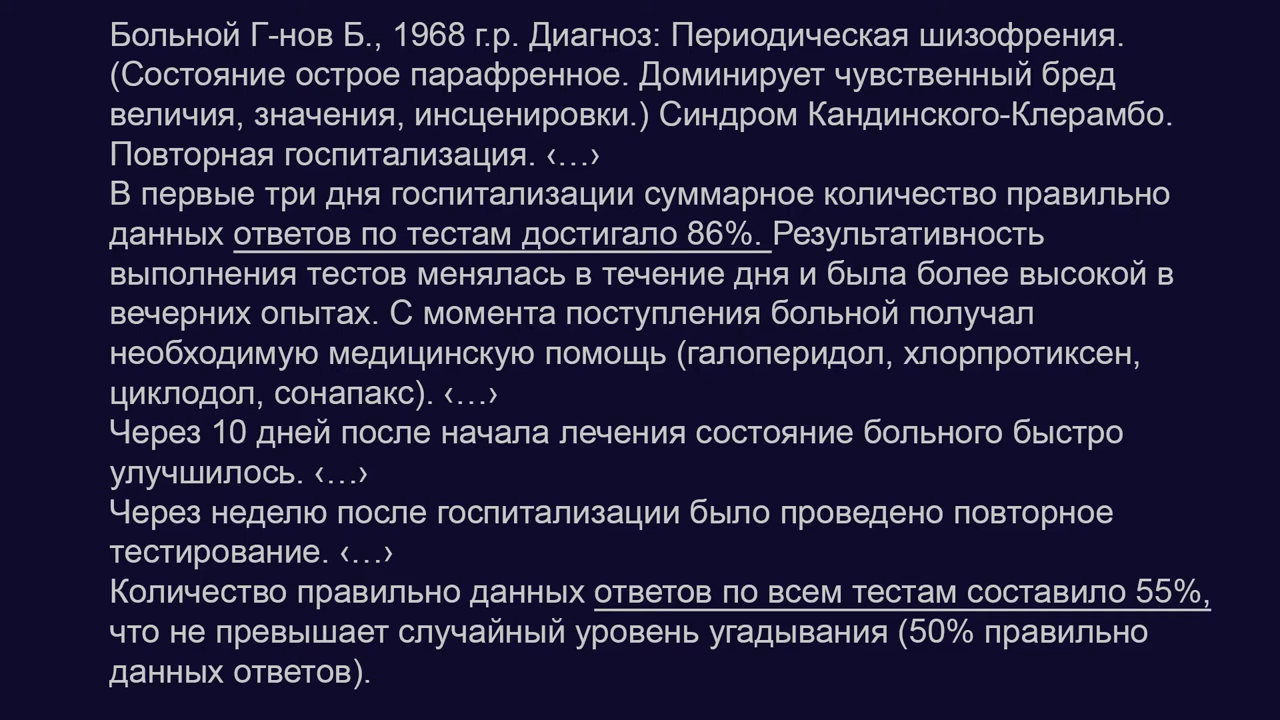 Больной Г-нов Б., 1968 г.р. Диагноз: Периодическая шизофрения.
(Состояние острое парафренное. Доминирует чувственный бред
величия, значения, инсценировки.) Синдром Кандинского-Клерамбо.
Повторная госпитализация. ‹…›
В первые три дня госпитализации суммарное количество правильно
данных ответов по тестам достигало 86%. Результативность
выполнения тестов менялась в течение дня и была более высокой в
вечерних опытах. С момента поступления больной получал
необходимую медицинскую помощь (галоперидол, хлорпротиксен,
циклодол, сонапакс). ‹…›
Через 10 дней после начала лечения состояние больного быстро
улучшилось. ‹…›
Через неделю после госпитализации было проведено повторное
тестирование. ‹…›
Количество правильно данных ответов по всем тестам составило 55%,
что не превышает случайный уровень угадывания (50% правильно
данных ответов).